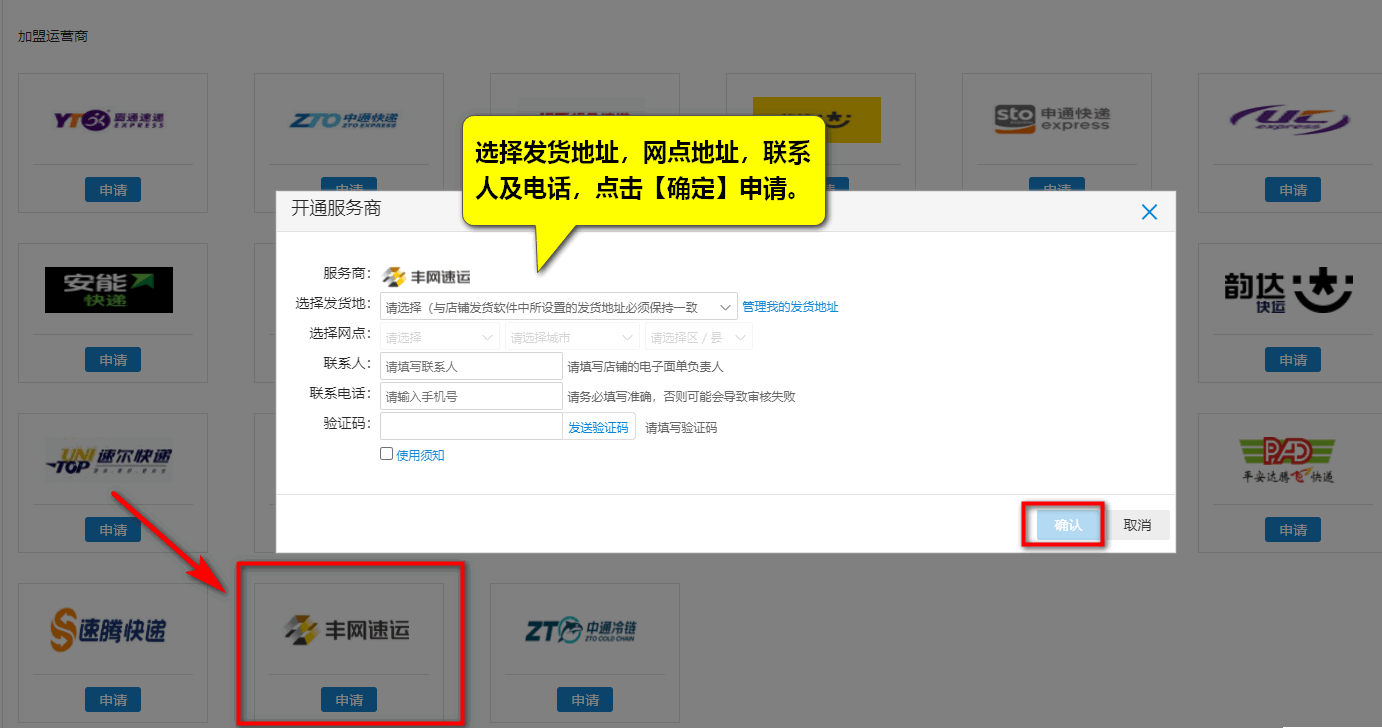 加盟运营商
YTO 圆通速递
EXPRESS
ZTO 中通快递
ZTO EXPRESS
sto 申通快递
express
UC
express
申请
申请
申请
申请
选择发货地址，网点地址，联系
人及电话，点击【确定】申请。
开通服务商
服务商：
丰网速运
选择发货地：
请选择（与店铺发货软件中所设置的发货地址必须保持一致
管理我的发货地址
选择网点：
请选择
请选择城市
请选择区 / 县
联系人：
请填写联系人
请填写店铺的电子面单负责人
联系电话：
请输入手机号
请务必填写准确，否则可能会导致审核失败
验证码：
发送验证码
请填写验证码
使用须知
确认
取消
安能
快递
申请
韵达
快运
申请
UNI
TOP 速尔快递
申请
PAD
平安达腾飞快递
申请
速腾快递
申请
丰网速运
申请
ZTO 中通冷链
ZTO COLD CHAIN
申请